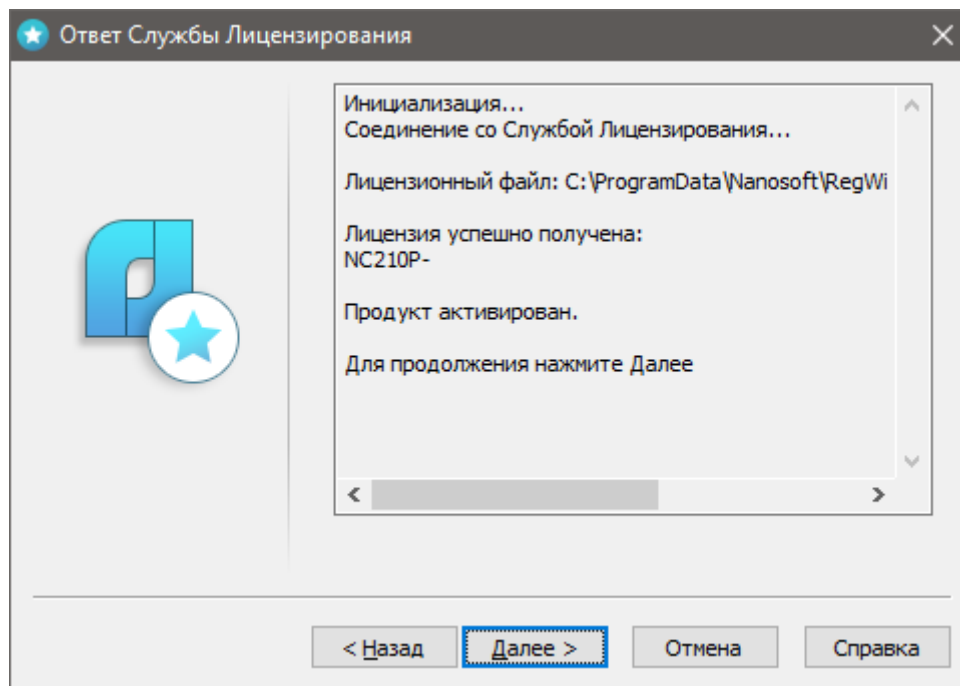 Ответ Службы Лицензирования
Инициализация...
Соединение со Службой Лицензирования...
Лицензионный файл: C:\ProgramData\Nanosoft\RegWi
Лицензия успешно получена:
NC210P-
Продукт активирован.
Для продолжения нажмите Далее
< Назад
Далее >
Отмена
Справка